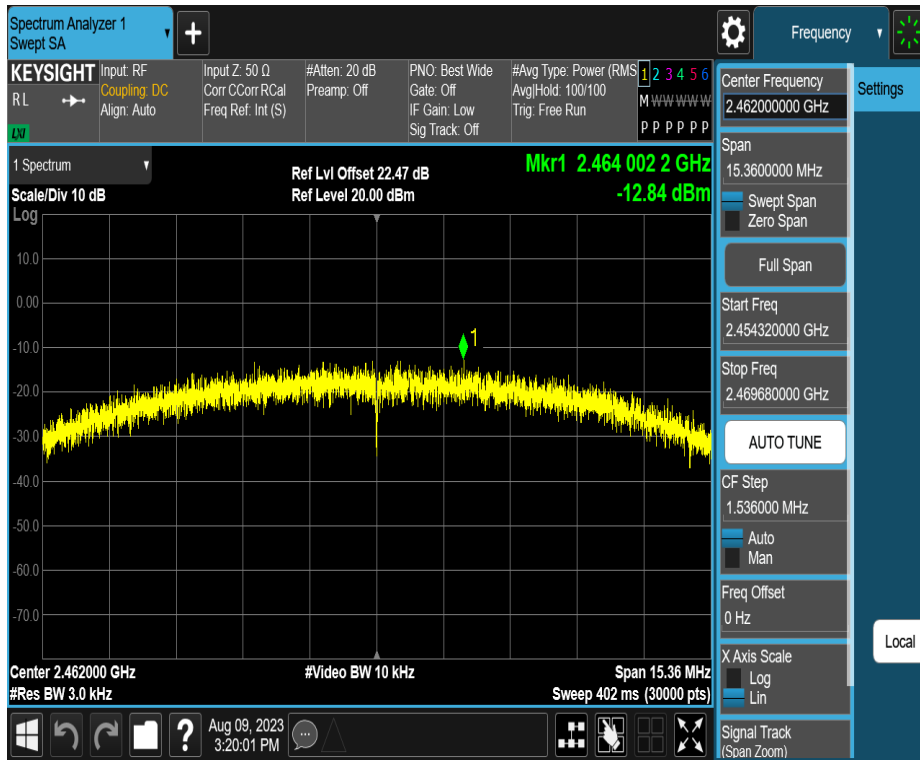 Spectrum Analyzer 1
Swept SA
+
Frequency
KEYSIGHT
RL
LXI
Input: RF
Coupling: DC
Align: Auto
Input Z: 50 Ω
Corr CCorr RCal
Freq Ref: Int (S)
#Atten: 20 dB
Preamp: Off
PNO: Best Wide
Gate: Off
IF Gain: Low
Sig Track: Off
#Avg Type: Power (RMS
Avg|Hold: 100/100
Trig: Free Run
1 2 3 4 5 6
M W W W W W
P P P P P P
1 Spectrum
Scale/Div 10 dB
Log
Ref Lvl Offset 22.47 dB
Ref Level 20.00 dBm
Mkr1 2.464 002 2 GHz
-12.84 dBm
10.0
0.00
-10.0
-20.0
-30.0
-40.0
-50.0
-60.0
-70.0
1
Center 2.462000 GHz
#Res BW 3.0 kHz
#Video BW 10 kHz
Span 15.36 MHz
Sweep 402 ms (30000 pts)
?
Aug 09, 2023
3:20:01 PM
Center Frequency
2.462000000 GHz
Span
15.3600000 MHz
Swept Span
Zero Span
Full Span
Start Freq
2.454320000 GHz
Stop Freq
2.469680000 GHz
AUTO TUNE
CF Step
1.536000 MHz
Auto
Man
Freq Offset
0 Hz
X Axis Scale
Log
Lin
Signal Track
(Span Zoom)
Settings
Local